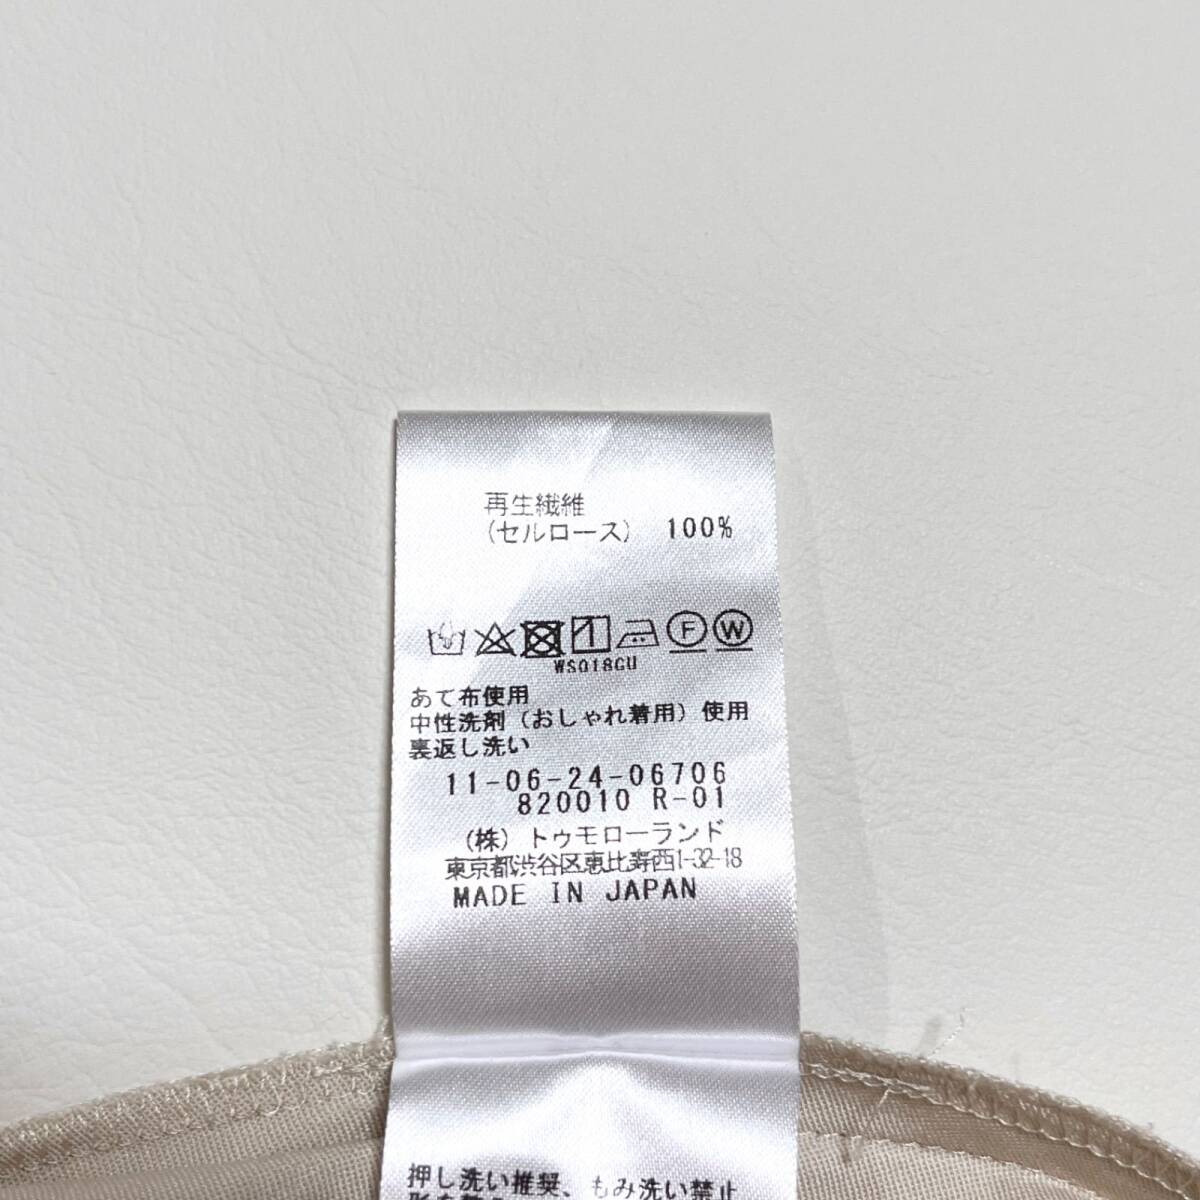 再生繊維
(セルロース) 100%
F W
WS018GU
あて布使用
中性洗剤(おしゃれ着用)使用
裏返し洗い
11-06-24-06706
820010 R-01
(株)トゥモローランド
東京都渋谷区恵比寿西1-32-18
MADE IN JAPAN
押し洗い推奨、もみ洗い禁止